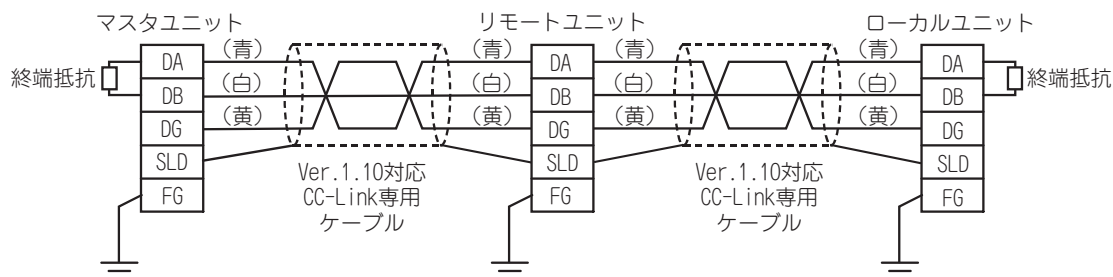 マスタユニット
リモートユニット
ローカルユニット
終端抵抗
DA
DB
DG
SLD
FG
(青)
(白)
(黄)
Ver.1.10対応
CC-Link専用
ケーブル
(青)
(白)
(黄)
DA
DB
DG
SLD
FG
(青)
(白)
(黄)
Ver.1.10対応
CC-Link専用
ケーブル
(青)
(白)
(黄)
DA
DB
DG
SLD
FG
終端抵抗